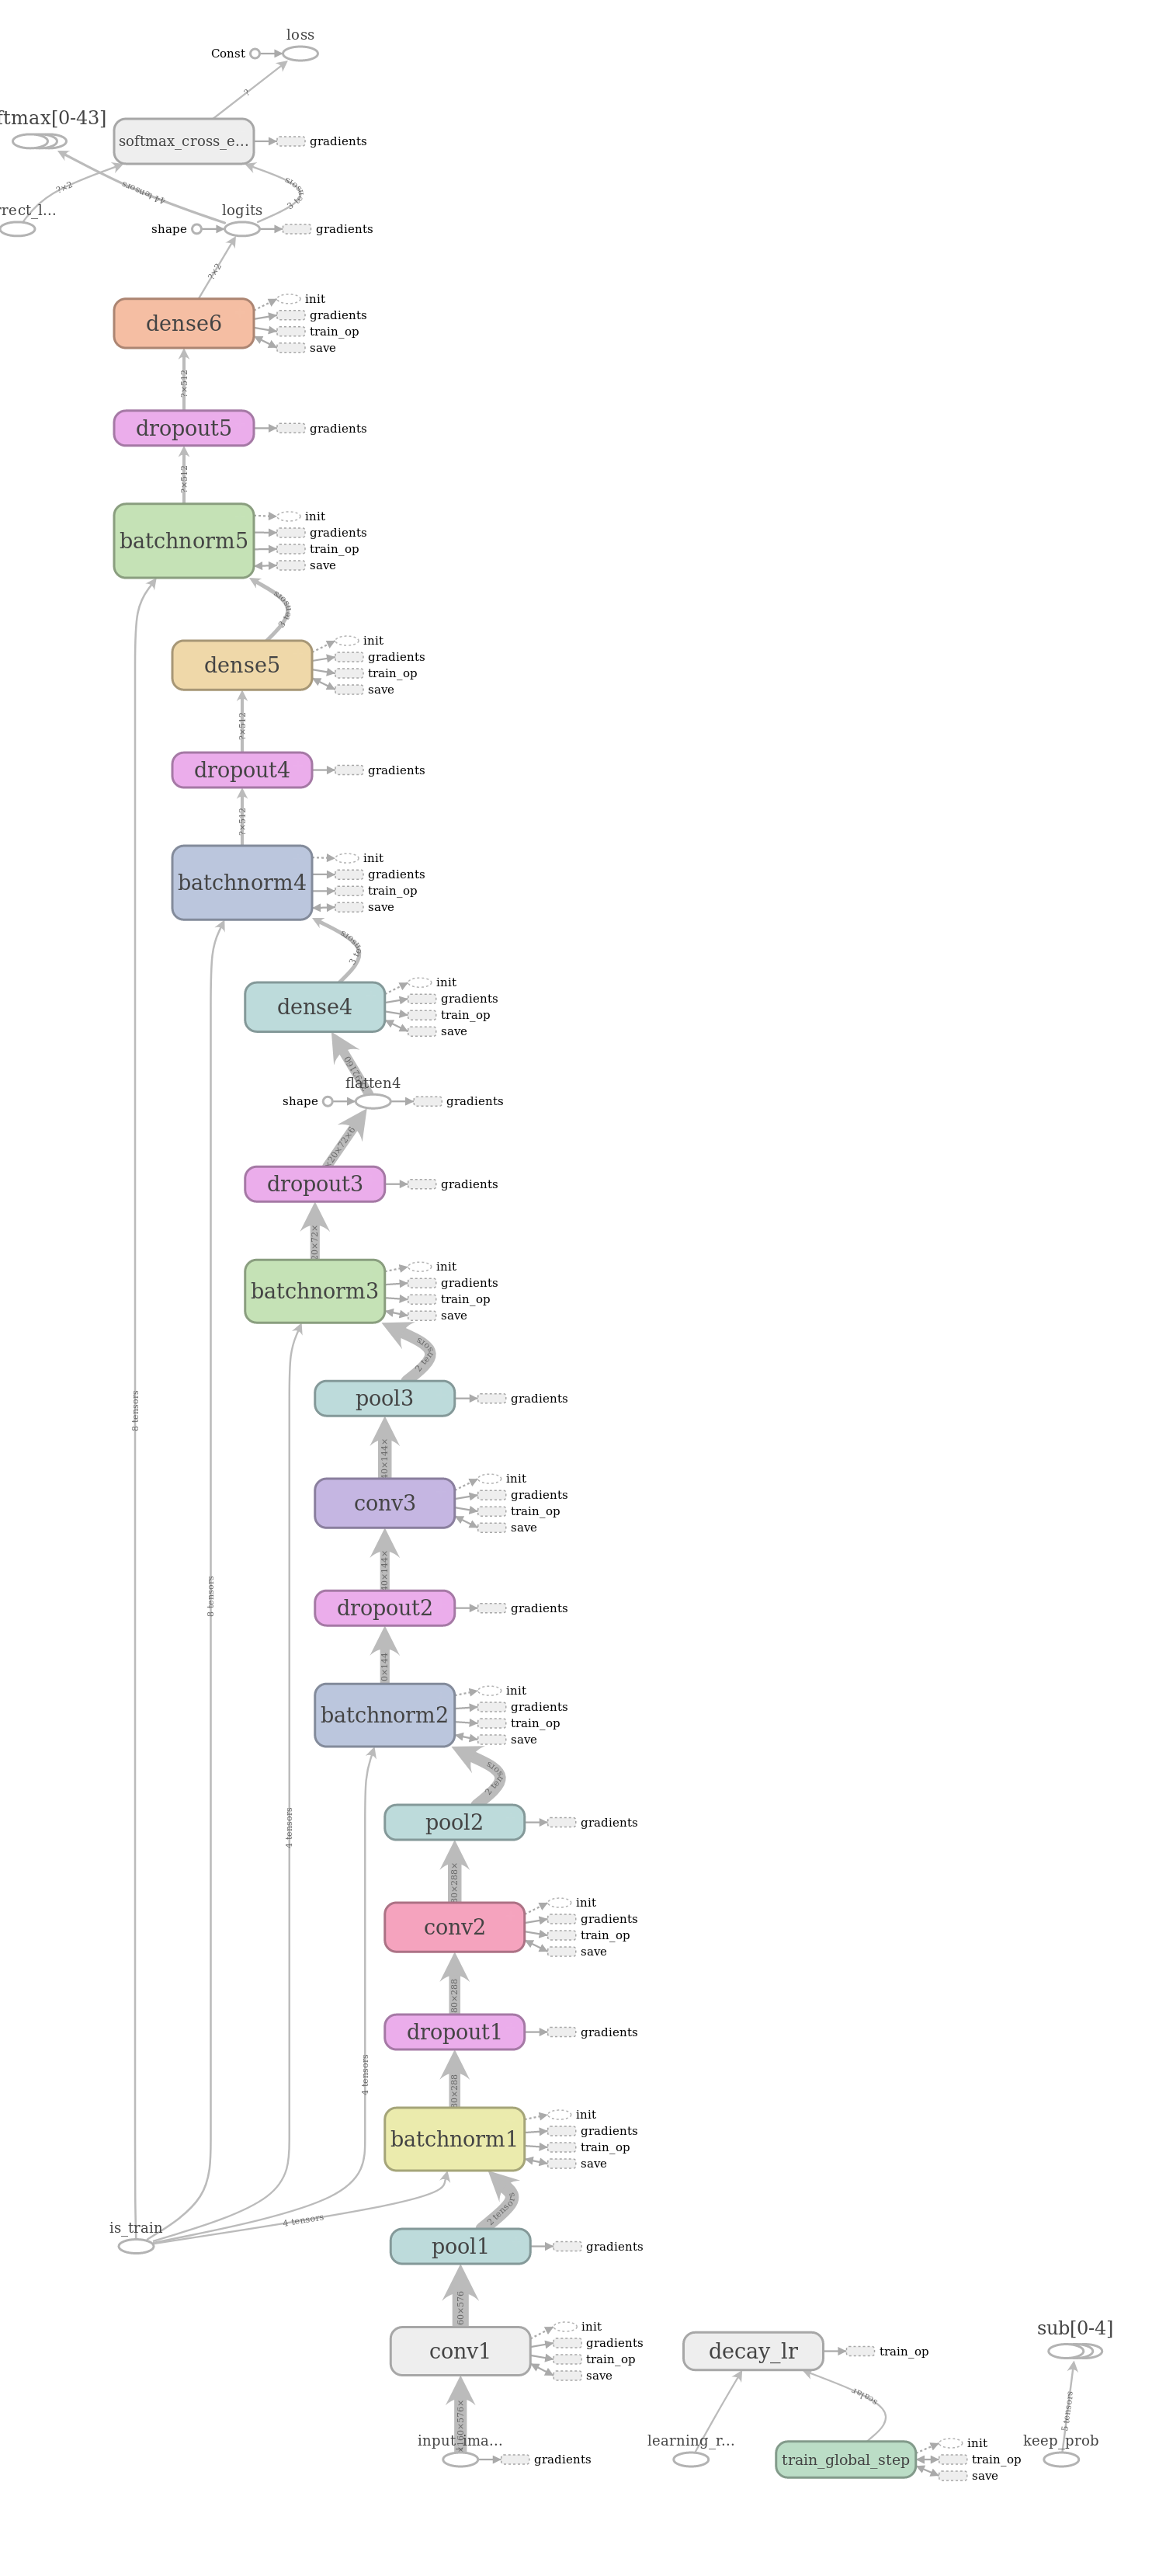 loss
Const
?
ftmax[0-43]
softmax_cross_e...
gradients
?×2
44 tensors
3 tensors
rrect_l...
logits
shape
gradients
?×2
dense6
init
gradients
train_op
save
?×512
dropout5
gradients
?×512
batchnorm5
init
gradients
train_op
save
3 tensors
dense5
init
gradients
train_op
save
?×512
dropout4
gradients
?×512
batchnorm4
init
gradients
train_op
save
3 tensors
dense4
init
gradients
train_op
save
flatten4
shape
gradients
×20×72×6
dropout3
gradients
20×72×
batchnorm3
init
gradients
train_op
save
2 tensors
pool3
gradients
8 tensors
40×144×
conv3
init
gradients
train_op
save
40×144×
8 tensors
dropout2
gradients
0×144
batchnorm2
init
gradients
train_op
save
2 tensors
pool2
gradients
4 tensors
80×288×
conv2
init
gradients
train_op
save
80×288
dropout1
gradients
4 tensors
80×288
batchnorm1
init
gradients
train_op
save
2 tensors
4 tensors
is_train
pool1
gradients
60×576
conv1
init
gradients
train_op
save
decay_lr
train_op
sub[0-4]
×160×576×
scalar
5 tensors
input_ima...
gradients
learning_r...
train_global_step
init
train_op
save
keep_prob